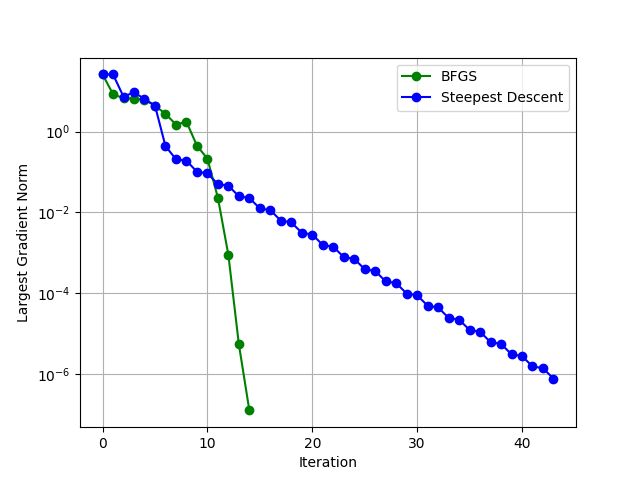 BFGS
Steepest Descent
Largest Gradient Norm
10^0
10^-2
10^-4
10^-6
0 10 20 30 40
Iteration